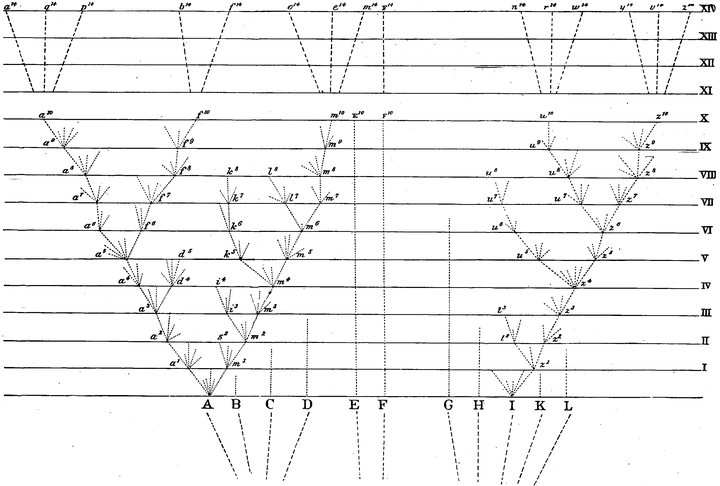 a¹⁴ q¹⁴ p¹⁴ b¹⁴ f¹⁴ o¹⁴ e¹⁴ m¹⁴ F¹⁴ n¹⁴ r¹⁴ w¹⁴ y¹⁴ v¹⁴ z¹⁴ XIV
XIII
XII
XI
a¹⁰ f¹⁰ m¹⁰ E¹⁰ F¹⁰ u¹⁰ z¹⁰ X
a⁹ f⁹ m⁹ u⁹ z⁹ IX
a⁸ f⁸ k⁸ l⁸ m⁸ u⁸ u⁸ z⁸ VIII
a⁷ f⁷ k⁷ l⁷ m⁷ u⁷ u⁷ z⁷ VII
a⁶ f⁶ k⁶ m⁶ u⁶ z⁶ VI
a⁵ d⁵ k⁵ m⁵ u⁵ z⁵ V
a⁴ d⁴ i⁴ m⁴ z⁴ IV
a³ i³ m³ l³ z³ III
a² s² m² l² z² II
a¹ m¹ z¹ I
A B C D E F G H I K L